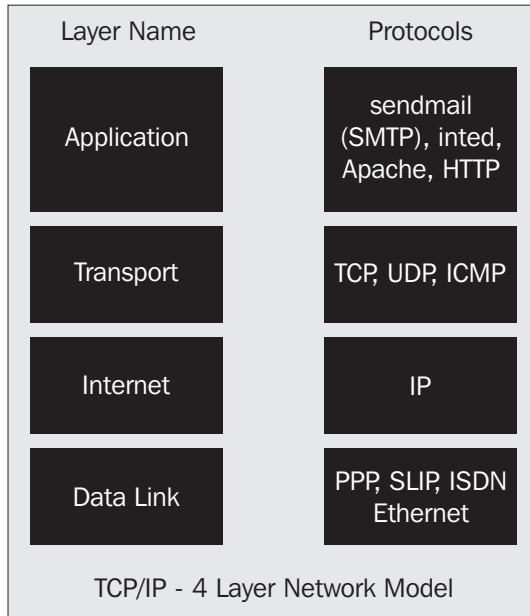 Layer Name Protocols
Application
sendmail
(SMTP), inted,
Apache, HTTP
Transport
TCP, UDP, ICMP
Internet
IP
Data Link
PPP, SLIP, ISDN
Ethernet
TCP/IP - 4 Layer Network Model